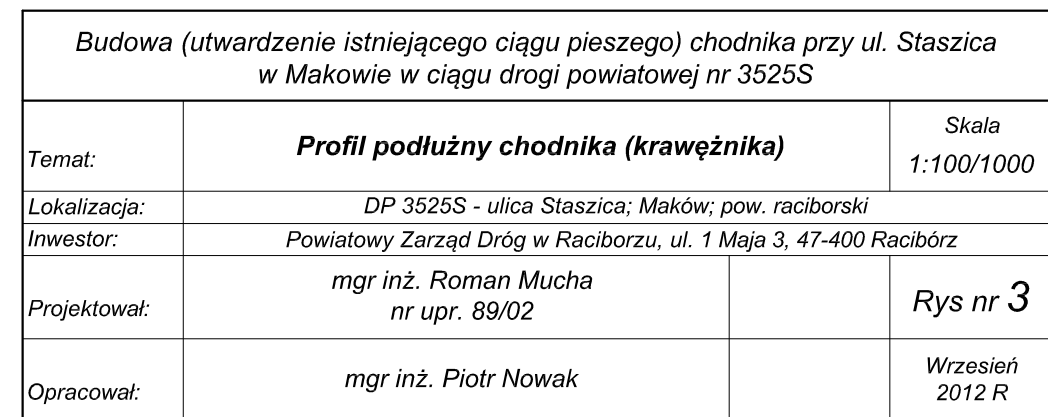 Budowa (utwardzenie istniejącego ciągu pieszego) chodnika przy ul. Staszica
w Makowie w ciągu drogi powiatowej nr 3525S
Temat:
Profil podłużny chodnika (krawężnika)
Skala
1:100/1000
Lokalizacja:
DP 3525S - ulica Staszica; Maków; pow. raciborski
Inwestor:
Powiatowy Zarząd Dróg w Raciborzu, ul. 1 Maja 3, 47-400 Racibórz
Projektował:
mgr inż. Roman Mucha
nr upr. 89/02
Rys nr 3
Opracował:
mgr inż. Piotr Nowak
Wrzesień
2012 R